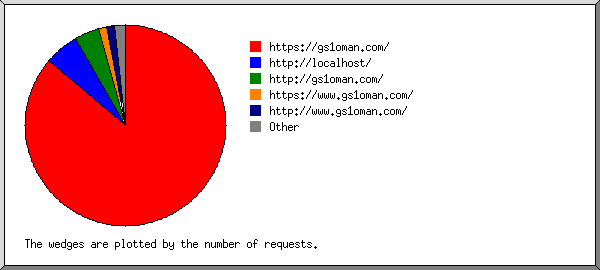 https://gs1oman.com/
http://localhost/
http://gs1oman.com/
https://www.gs1oman.com/
http://www.gs1oman.com/
Other
The wedges are plotted by the number of requests.